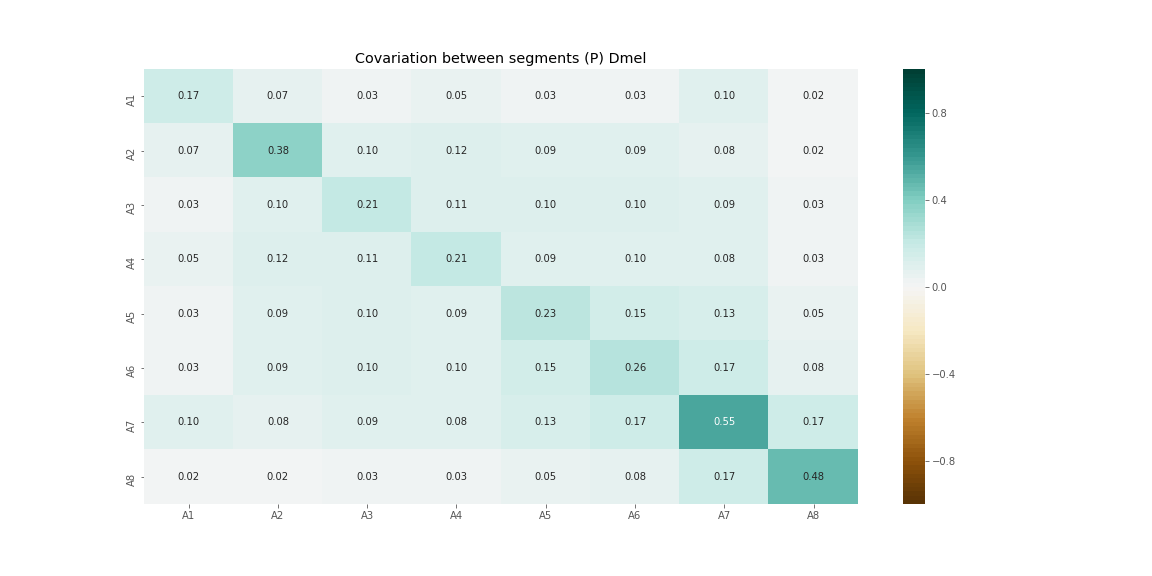 Covariation between segments (P) Dmel
A1 0.17 0.07 0.03 0.05 0.03 0.03 0.10 0.02
A2 0.07 0.38 0.10 0.12 0.09 0.09 0.08 0.02
A3 0.03 0.10 0.21 0.11 0.10 0.10 0.09 0.03
A4 0.05 0.12 0.11 0.21 0.09 0.10 0.08 0.03
A5 0.03 0.09 0.10 0.09 0.23 0.15 0.13 0.05
A6 0.03 0.09 0.10 0.10 0.15 0.26 0.17 0.08
A7 0.10 0.08 0.09 0.08 0.13 0.17 0.55 0.17
A8 0.02 0.02 0.03 0.03 0.05 0.08 0.17 0.48
A1 A2 A3 A4 A5 A6 A7 A8
0.8
0.4
0.0
−0.4
−0.8